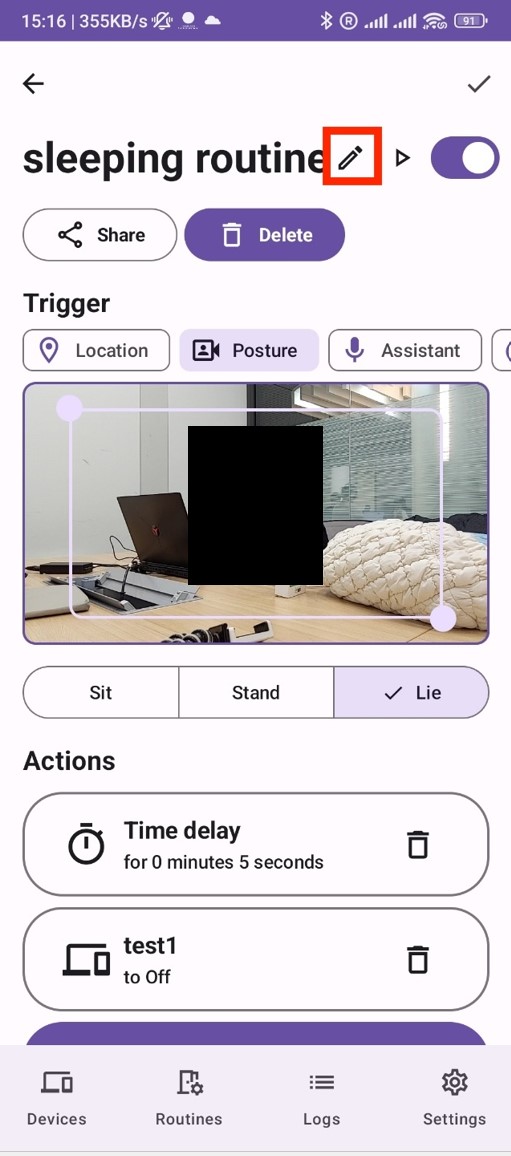 15:16 | 355KB/s
91
sleeping routine
Share
Delete
Trigger
Location
Posture
Assistant
Sit
Stand
Lie
Actions
Time delay
for 0 minutes 5 seconds
test1
to Off
Devices
Routines
Logs
Settings